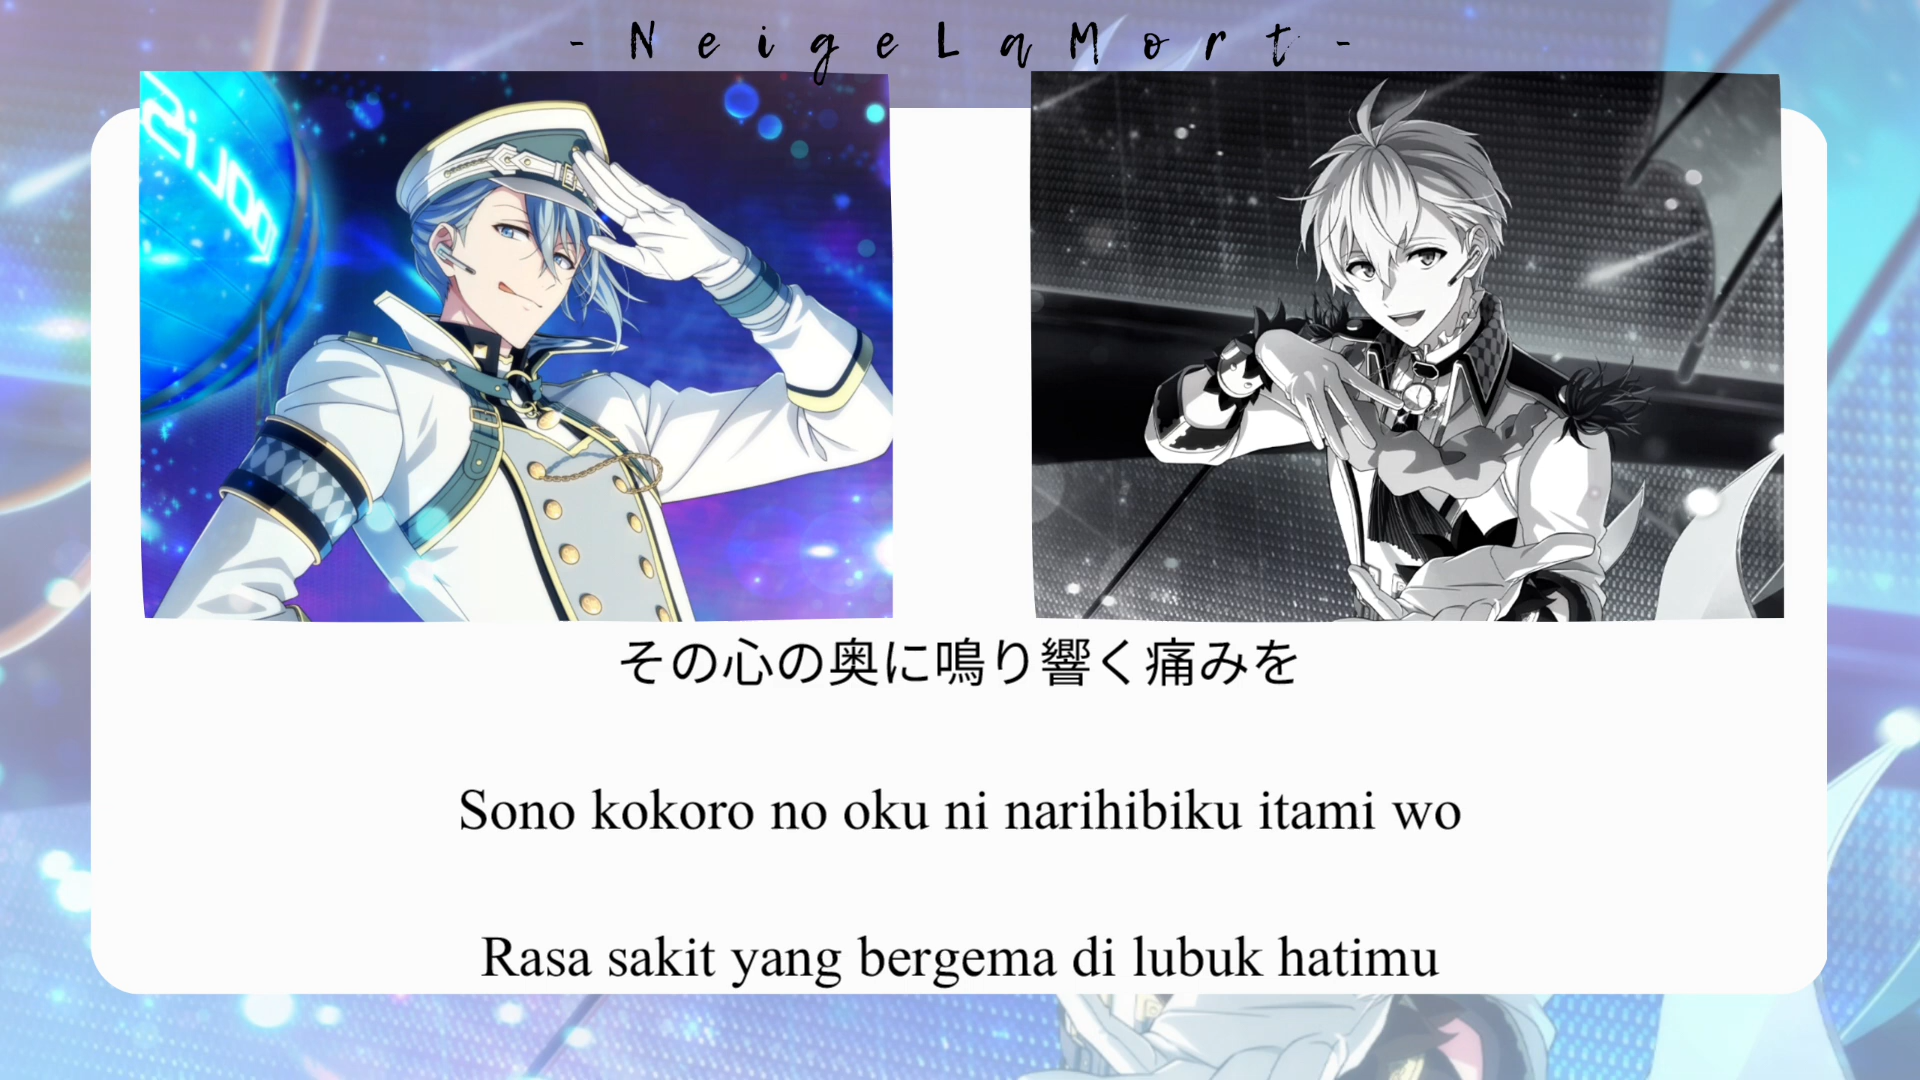 - NeigeLaMort -
その心の奥に鳴り響く痛みを
Sono kokoro no oku ni narihibiku itami wo
Rasa sakit yang bergema di lubuk hatimu